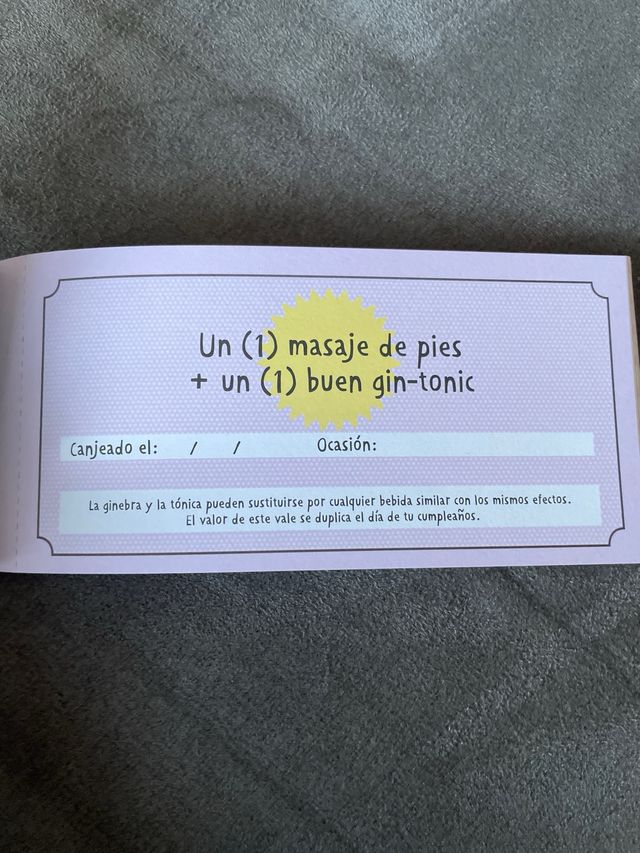 Un (1) masaje de pies
+ un (1) buen gin-tonic
Canjeado el: / / Ocasión:
La ginebra y la tónica pueden sustituirse por cualquier bebida similar con los mismos efectos.
El valor de este vale se duplica el día de tu cumpleaños.